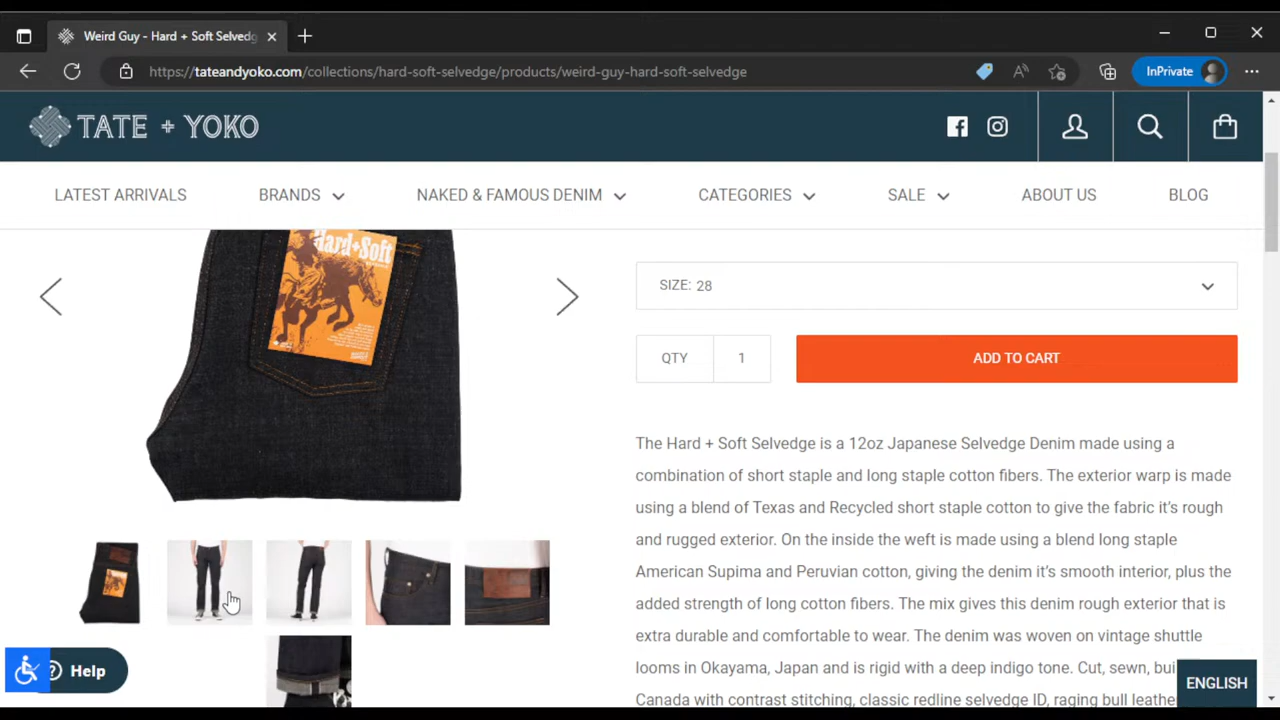 Weird Guy - Hard + Soft Selvedg
https://tateandyoko.com/collections/hard-soft-selvedge/products/weird-guy-hard-soft-selvedge
InPrivate
TATE + YOKO
LATEST ARRIVALS
BRANDS
NAKED & FAMOUS DENIM
CATEGORIES
SALE
ABOUT US
BLOG
Hard+Soft
SIZE: 28
QTY
1
ADD TO CART
The Hard + Soft Selvedge is a 12oz Japanese Selvedge Denim made using a
combination of short staple and long staple cotton fibers. The exterior warp is made
using a blend of Texas and Recycled short staple cotton to give the fabric it's rough
and rugged exterior. On the inside the weft is made using a blend long staple
American Supima and Peruvian cotton, giving the denim it's smooth interior, plus the
added strength of long cotton fibers. The mix gives this denim rough exterior that is
extra durable and comfortable to wear. The denim was woven on vintage shuttle
looms in Okayama, Japan and is rigid with a deep indigo tone. Cut, sewn, bui
Canada with contrast stitching, classic redline selvedge ID, raging bull leathe
Help
ENGLISH